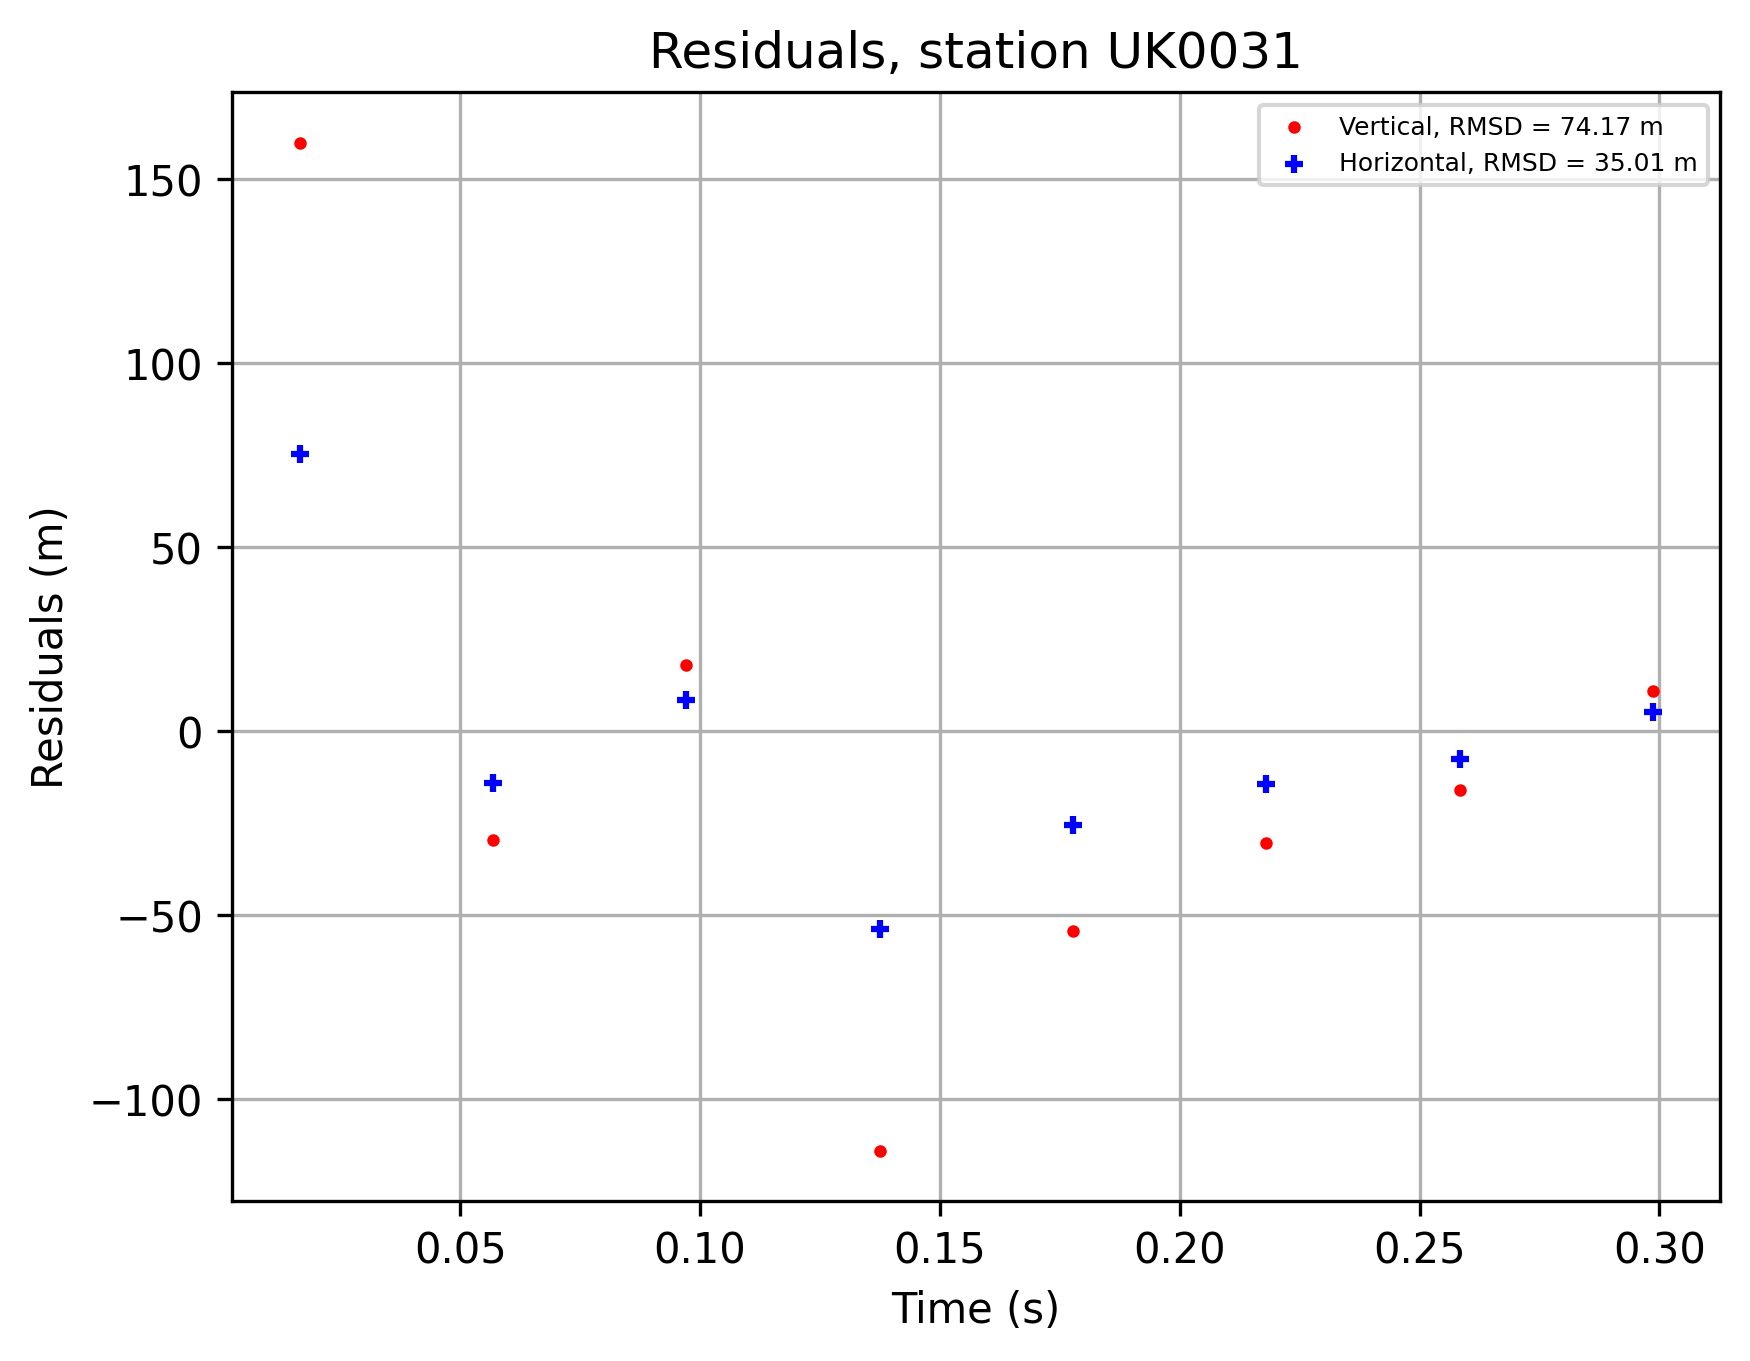 Residuals, station UK0031
Vertical, RMSD = 74.17 m
Horizontal, RMSD = 35.01 m
Residuals (m)
150
100
50
0
−50
−100
0.05 0.10 0.15 0.20 0.25 0.30
Time (s)